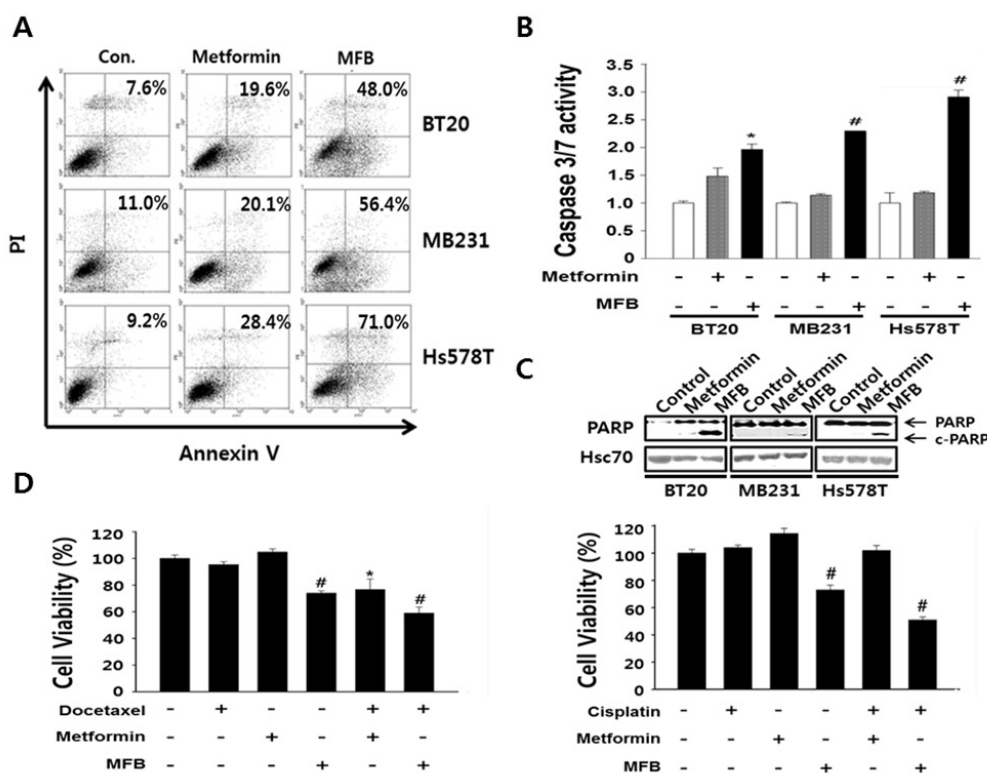 A
Con. Metformin MFB
7.6% 19.6% 48.0%
BT20
11.0% 20.1% 56.4%
MB231
9.2% 28.4% 71.0%
Hs578T
PI
Annexin V
B
Caspase 3/7 activity
3.5
3.0
2.5
2.0
1.5
1.0
0.5
0
* # #
Metformin - + - - + - - + -
MFB - - + - - + - - +
BT20 MB231 Hs578T
C
Control Metformin MFB Control Metformin MFB Control Metformin MFB
PARP
PARP
c-PARP
Hsc70
BT20 MB231 Hs578T
D
Cell Viability (%)
120
100
80
60
40
20
0
# * #
Docetaxel - + - - + +
Metformin - - + - + -
MFB - - - + - +
Cell Viability (%)
120
100
80
60
40
20
0
# #
Cisplatin - + - - + +
Metformin - - + - + -
MFB - - - + - +